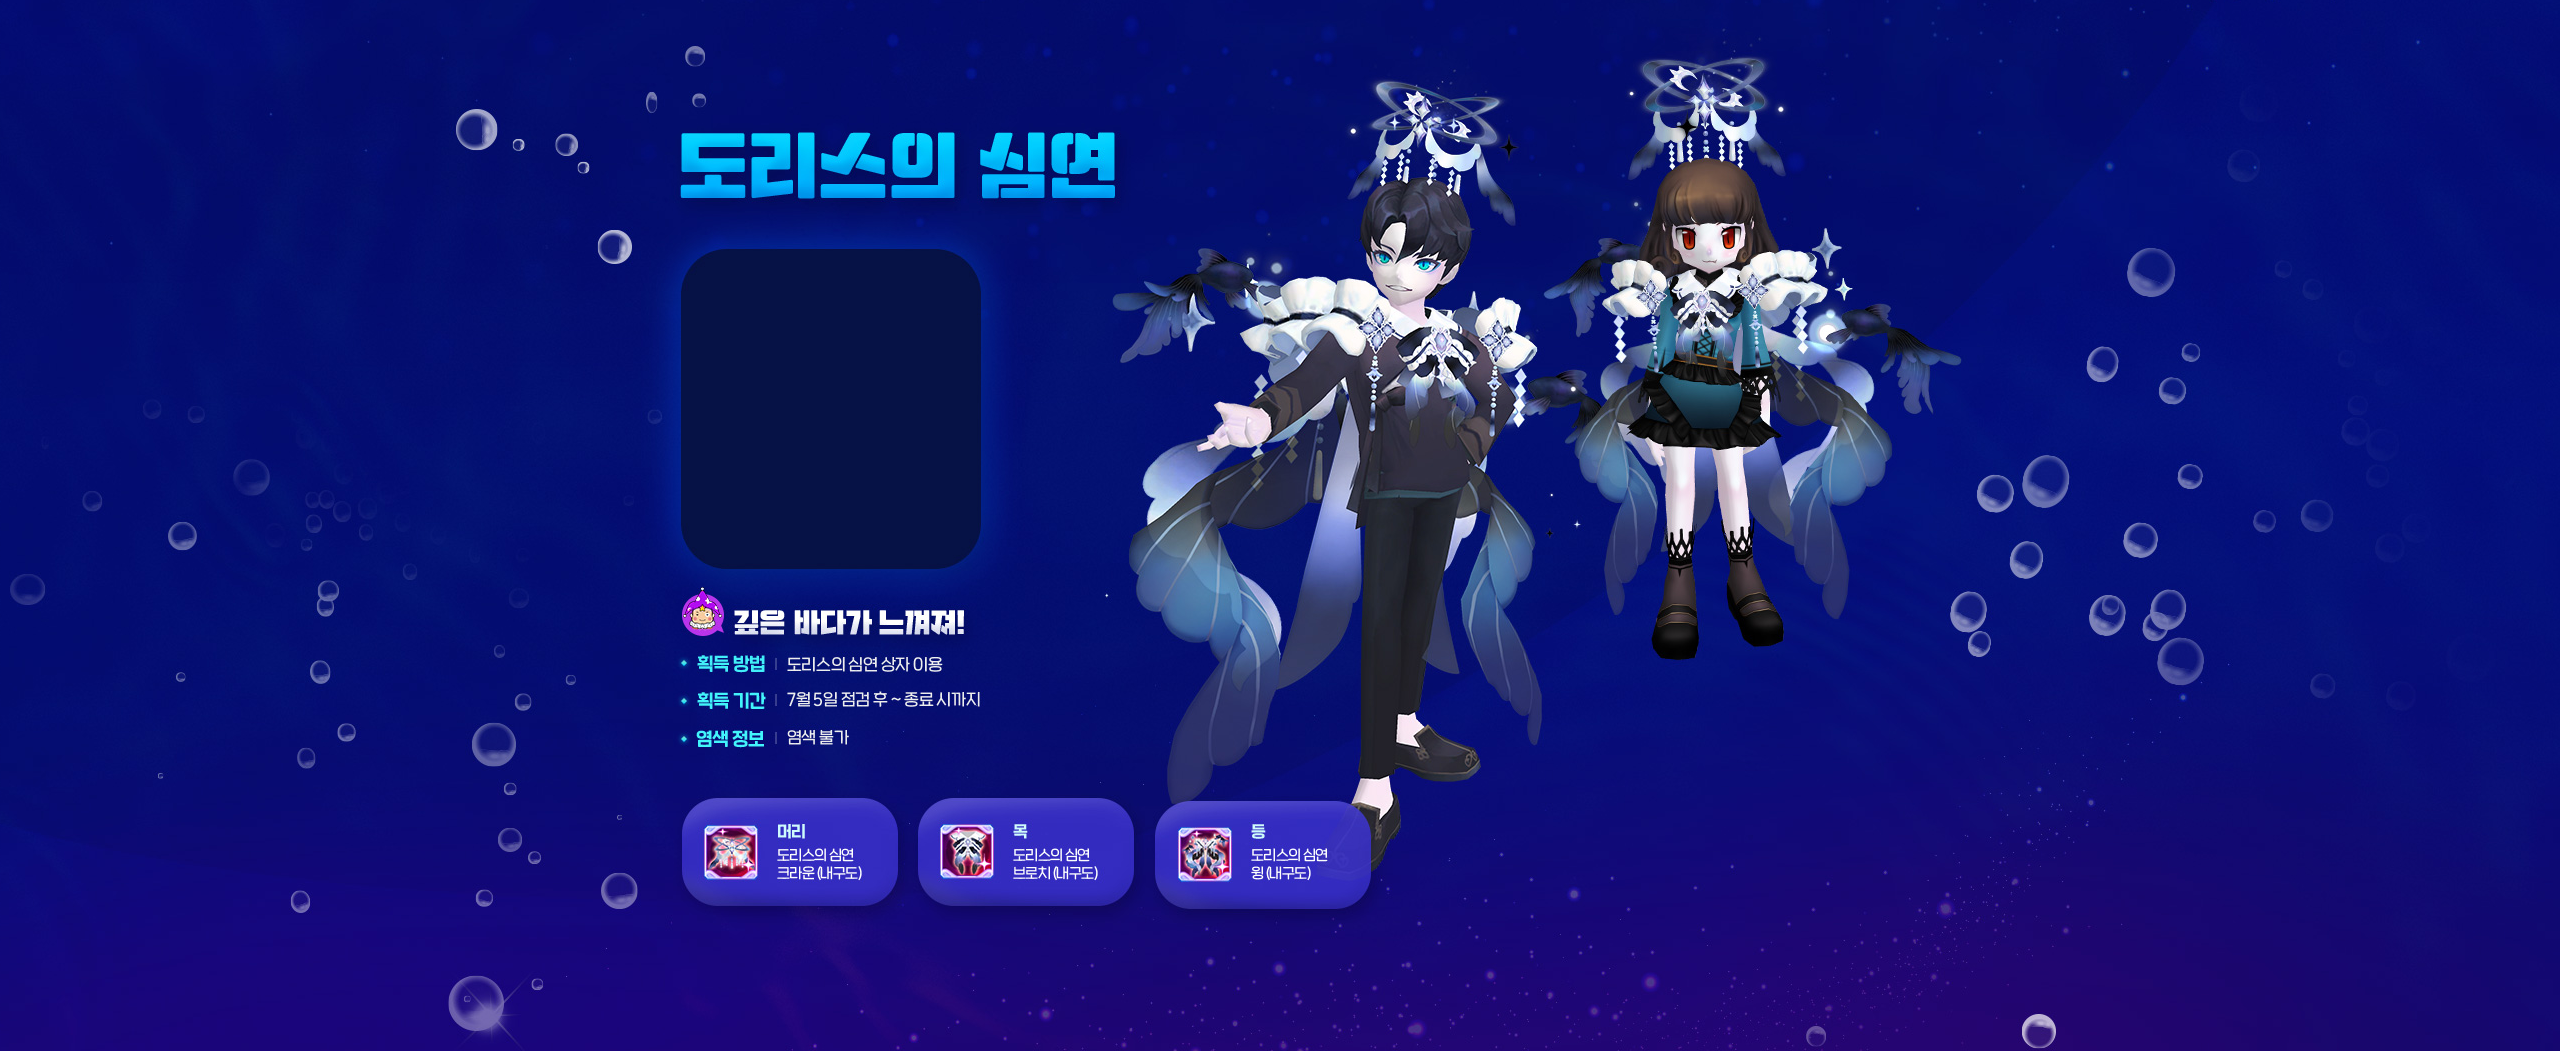 도리스의 심연
깊은 바다가 느껴져!
획득 방법 | 도리스의 심연 상자 이용
획득 기간 | 7월 5일 점검 후 ~ 종료 시까지
염색 정보 | 염색 불가
머리
도리스의 심연
크라운 (내구도)
목
도리스의 심연
브로치 (내구도)
등
도리스의 심연
윙 (내구도)